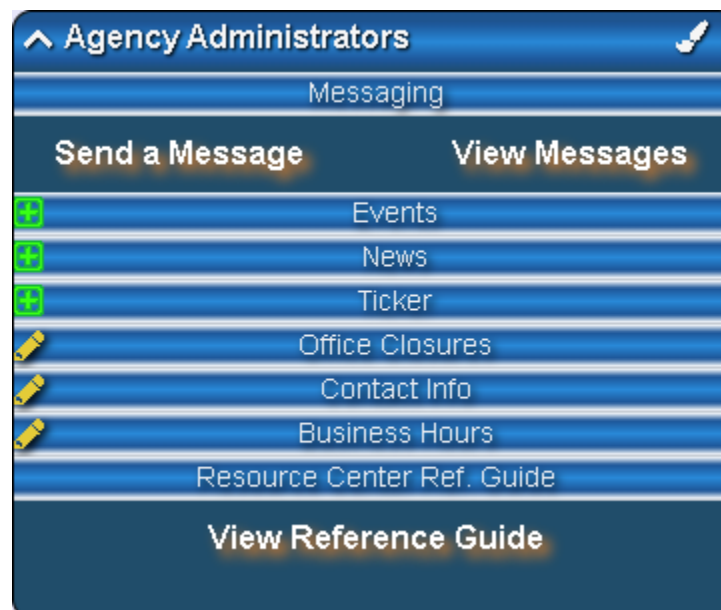 Agency Administrators
Messaging
Send a Message View Messages
Events
News
Ticker
Office Closures
Contact Info
Business Hours
Resource Center Ref. Guide
View Reference Guide